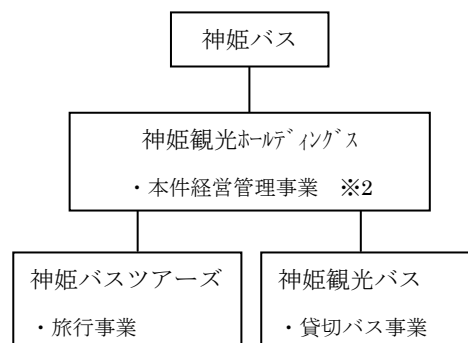 神姫バス
神姫観光ﾎｰﾙﾃﾞｨﾝｸﾞｽ
・本件経営管理事業　※2
神姫バスツアーズ
・旅行事業
神姫観光バス
・貸切バス事業